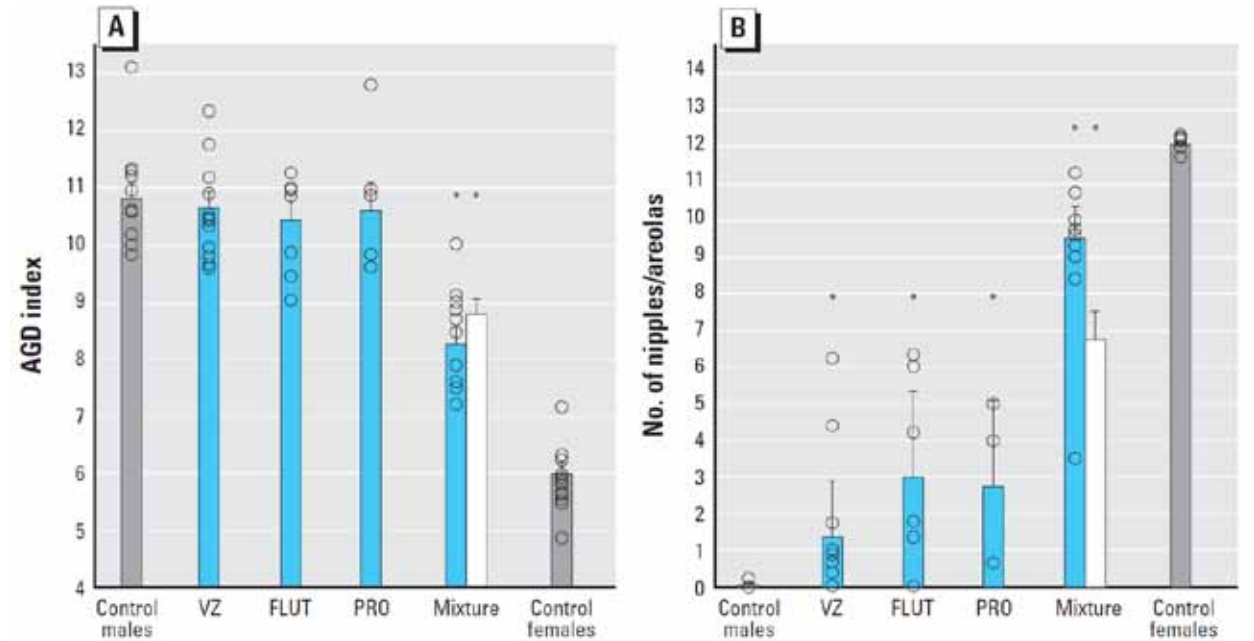 A
AGD index
13
12
11
10
9
8
7
6
5
4
* *
Control males
VZ
FLUT
PRO
Mixture
Control females
B
No. of nipples/areolas
14
13
12
11
10
9
8
7
6
5
4
3
2
1
0
*
*
*
* *
Control males
VZ
FLUT
PRO
Mixture
Control females